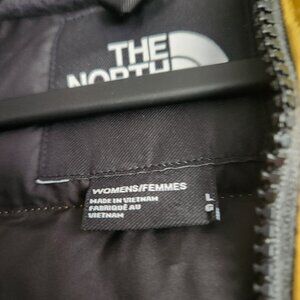 THE
NORTH
WOMENS/FEMMES
MADE IN VIETNAM
FABRIQUÉ AU
VIETNAM
L
G